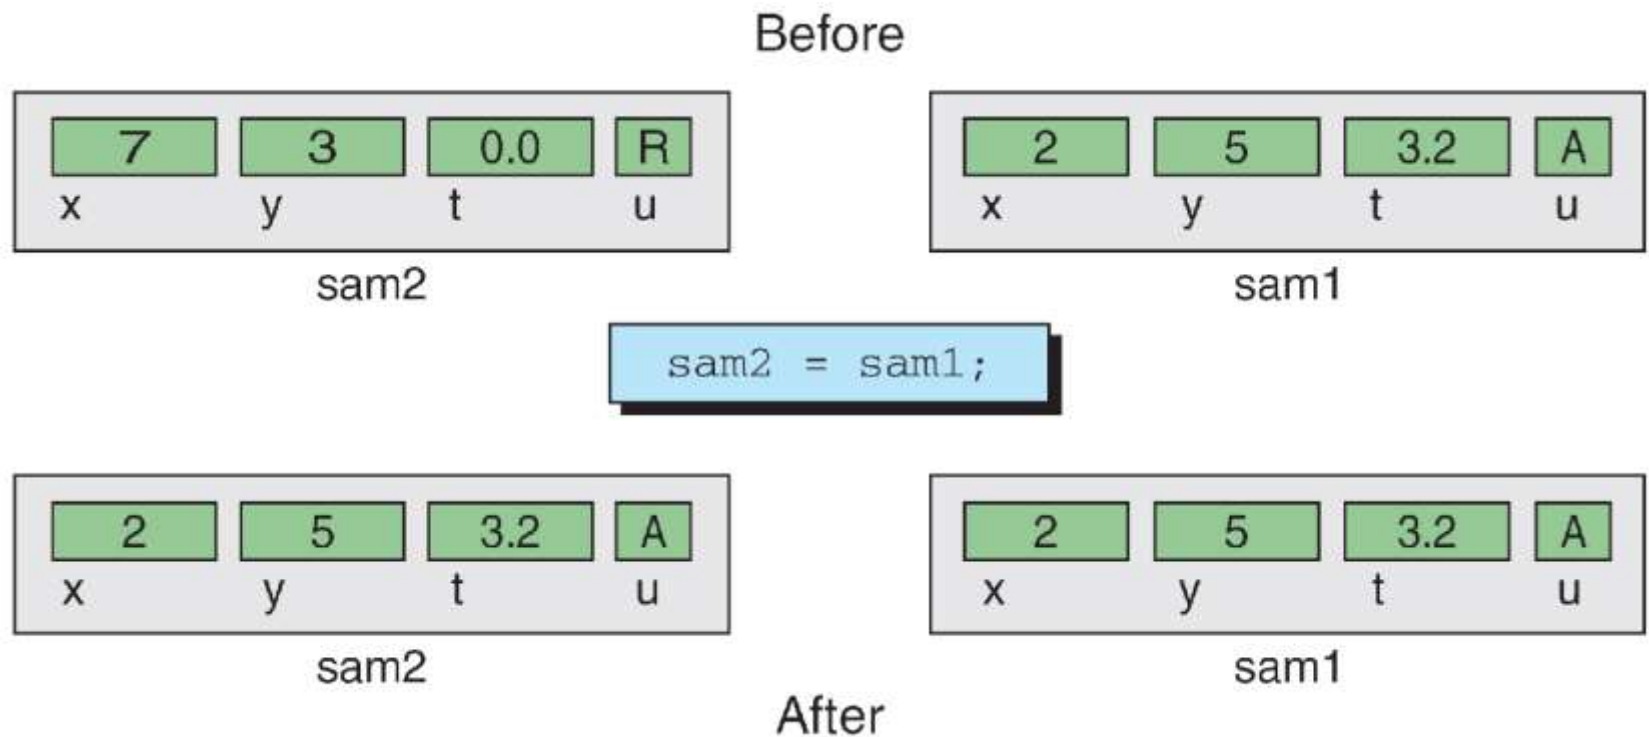 Before
7 3 0.0 R
x y t u
sam2
2 5 3.2 A
x y t u
sam1
sam2 = sam1;
2 5 3.2 A
x y t u
sam2
2 5 3.2 A
x y t u
sam1
After